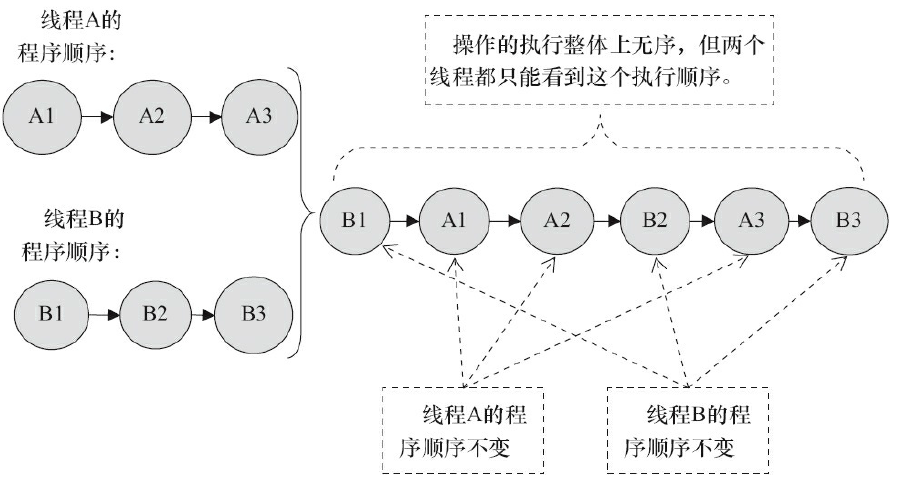 线程A的
程序顺序：
A1 A2 A3
操作的执行整体上无序，但两个
线程都只能看到这个执行顺序。
线程B的
程序顺序：
B1 B2 B3
B1 A1 A2 B2 A3 B3
线程A的程
序顺序不变
线程B的程
序顺序不变